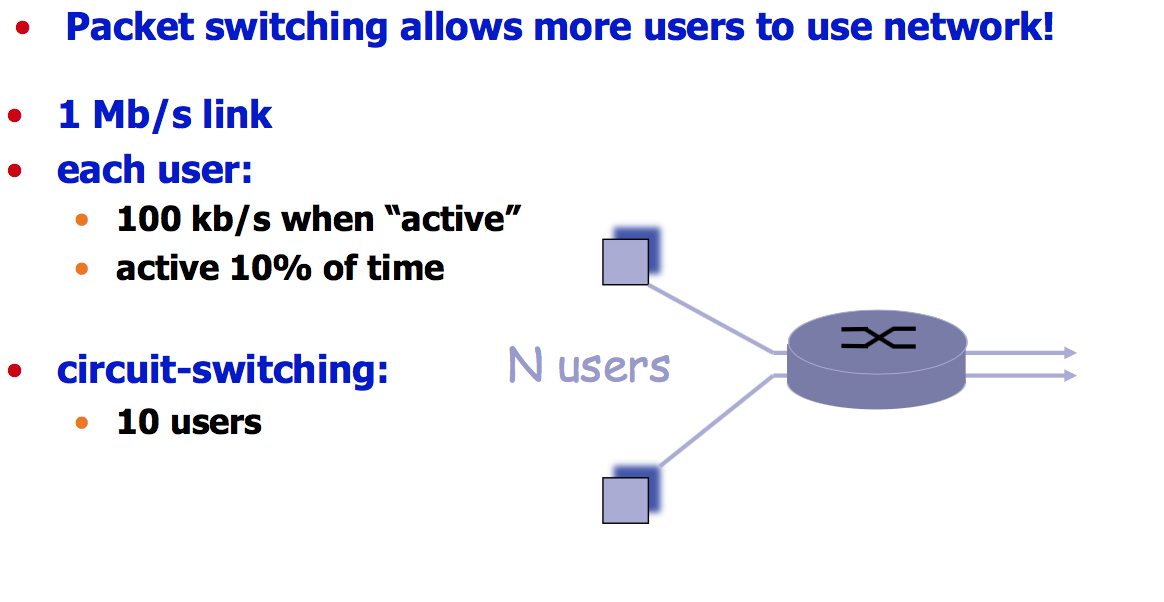 Packet switching allows more users to use network!
1 Mb/s link
each user:
100 kb/s when “active”
active 10% of time
circuit-switching:
10 users
N users